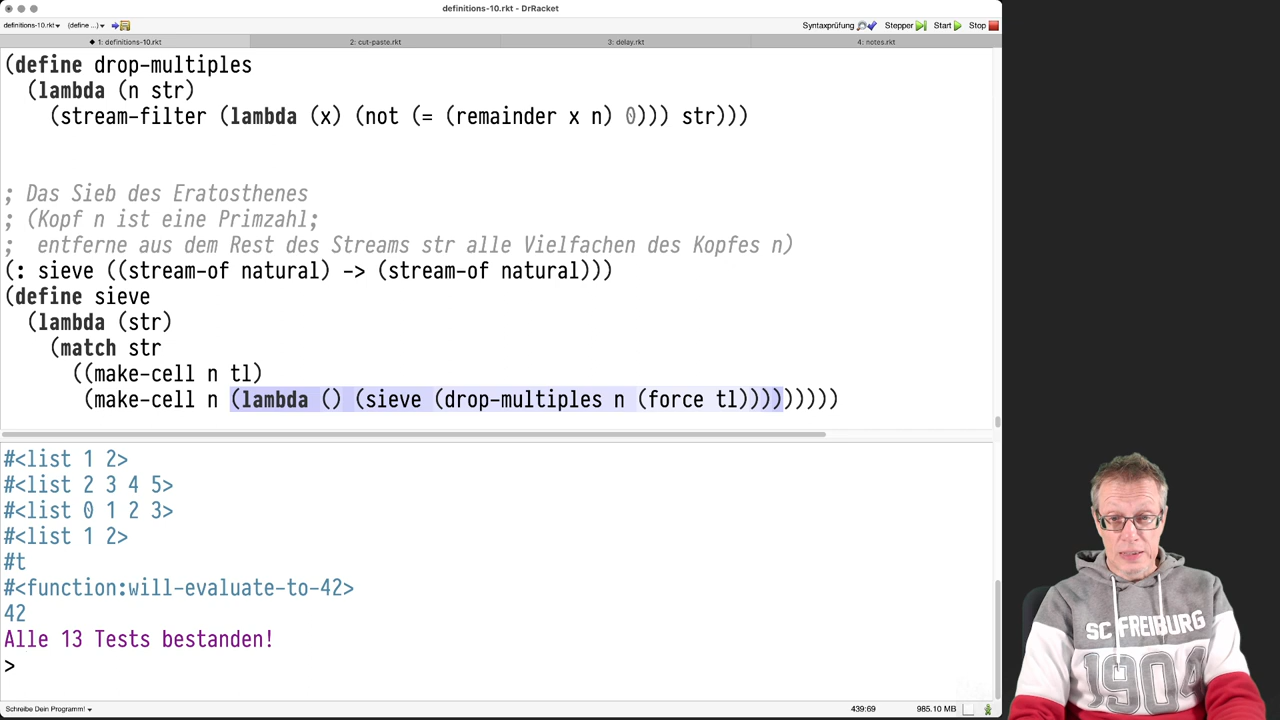 definitions-10.rkt - DrRacket
definitions-10.rkt▾ (define ...)▾ Syntaxprüfung Stepper Start Stop
◆ 1: definitions-10.rkt 2: cut-paste.rkt 3: delay.rkt 4: notes.rkt
(define drop-multiples
(lambda (n str)
(stream-filter (lambda (x) (not (= (remainder x n) 0))) str)))
; Das Sieb des Eratosthenes
; (Kopf n ist eine Primzahl;
; entferne aus dem Rest des Streams str alle Vielfachen des Kopfes n)
(: sieve ((stream-of natural) -> (stream-of natural)))
(define sieve
(lambda (str)
(match str
((make-cell n tl)
(make-cell n (lambda () (sieve (drop-multiples n (force tl)))))))))
#<list 1 2>
#<list 2 3 4 5>
#<list 0 1 2 3>
#<list 1 2>
#t
#<function:will-evaluate-to-42>
42
Alle 13 Tests bestanden!
>
SC FREIBURG
1904
Schreibe Dein Programm!▾ 439:69 985.10 MB